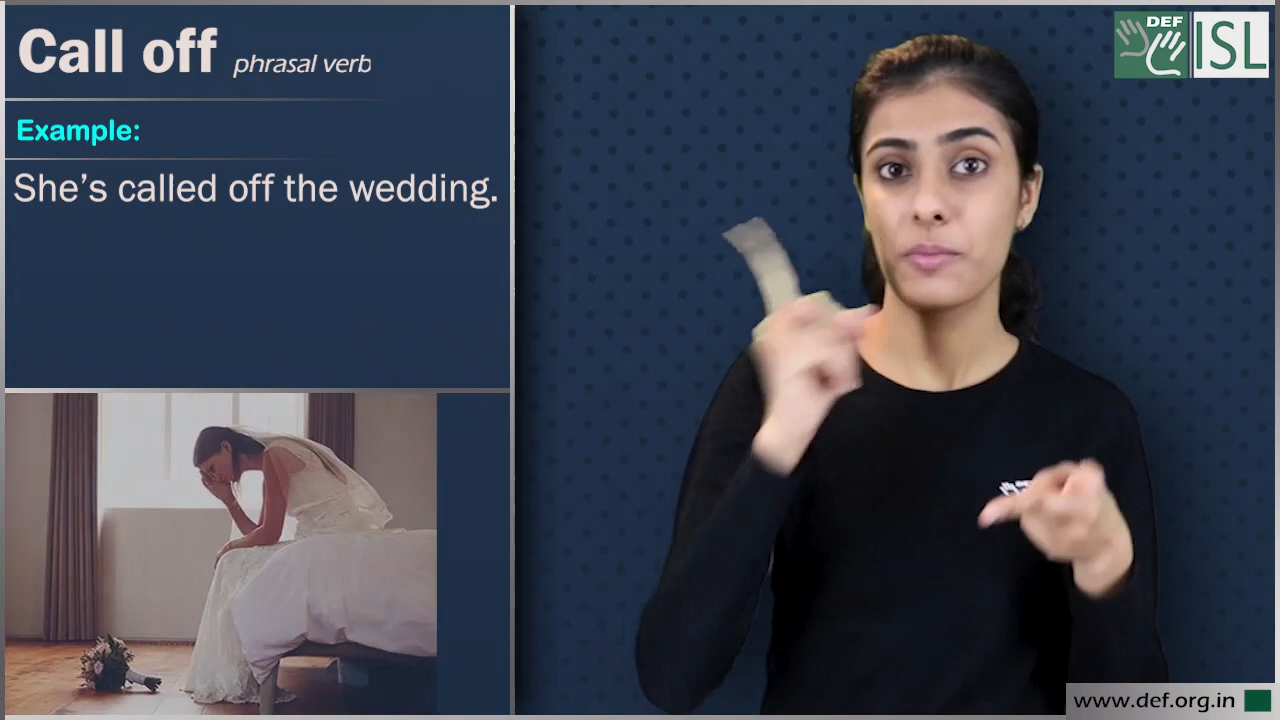 Call off phrasal verb
Example:
She's called off the wedding.
DEF
ISL
www.def.org.in